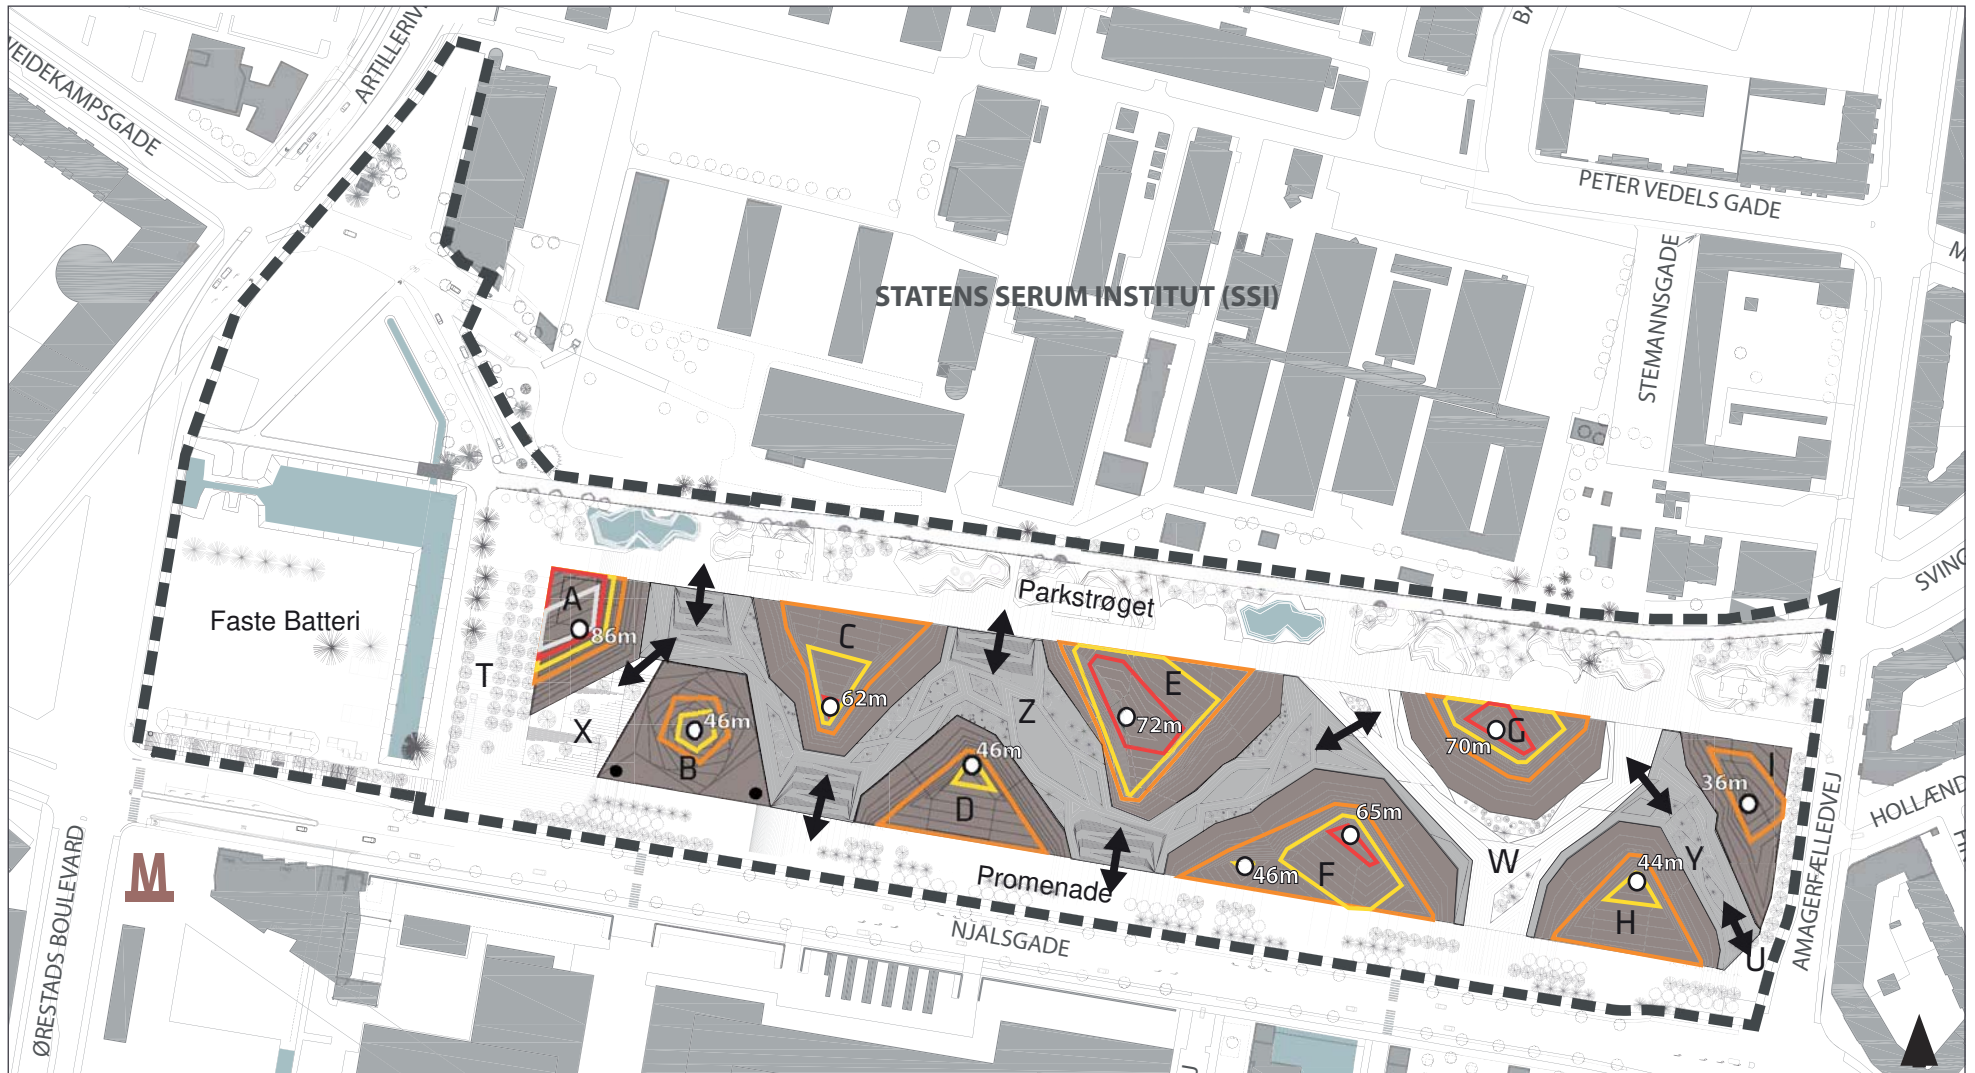 VEIDEKAMPSGADE
ARTILLERIV
BA
PETER VEDELS GADE
STATENS SERUM INSTITUT (SSI)
STEMANNSGADE
M
SVING
Parkstrøget
Faste Batteri
A
86m
T
X
C
62m
46m
B
Z
46m
D
E
72m
G
70m
I
36m
65m
46m
F
W
44m
H
Y
U
Promenade
NJALSGADE
M
ØRESTADS BOULEVARD
AMAGERFÆLLEDVEJ
HOLLÆND